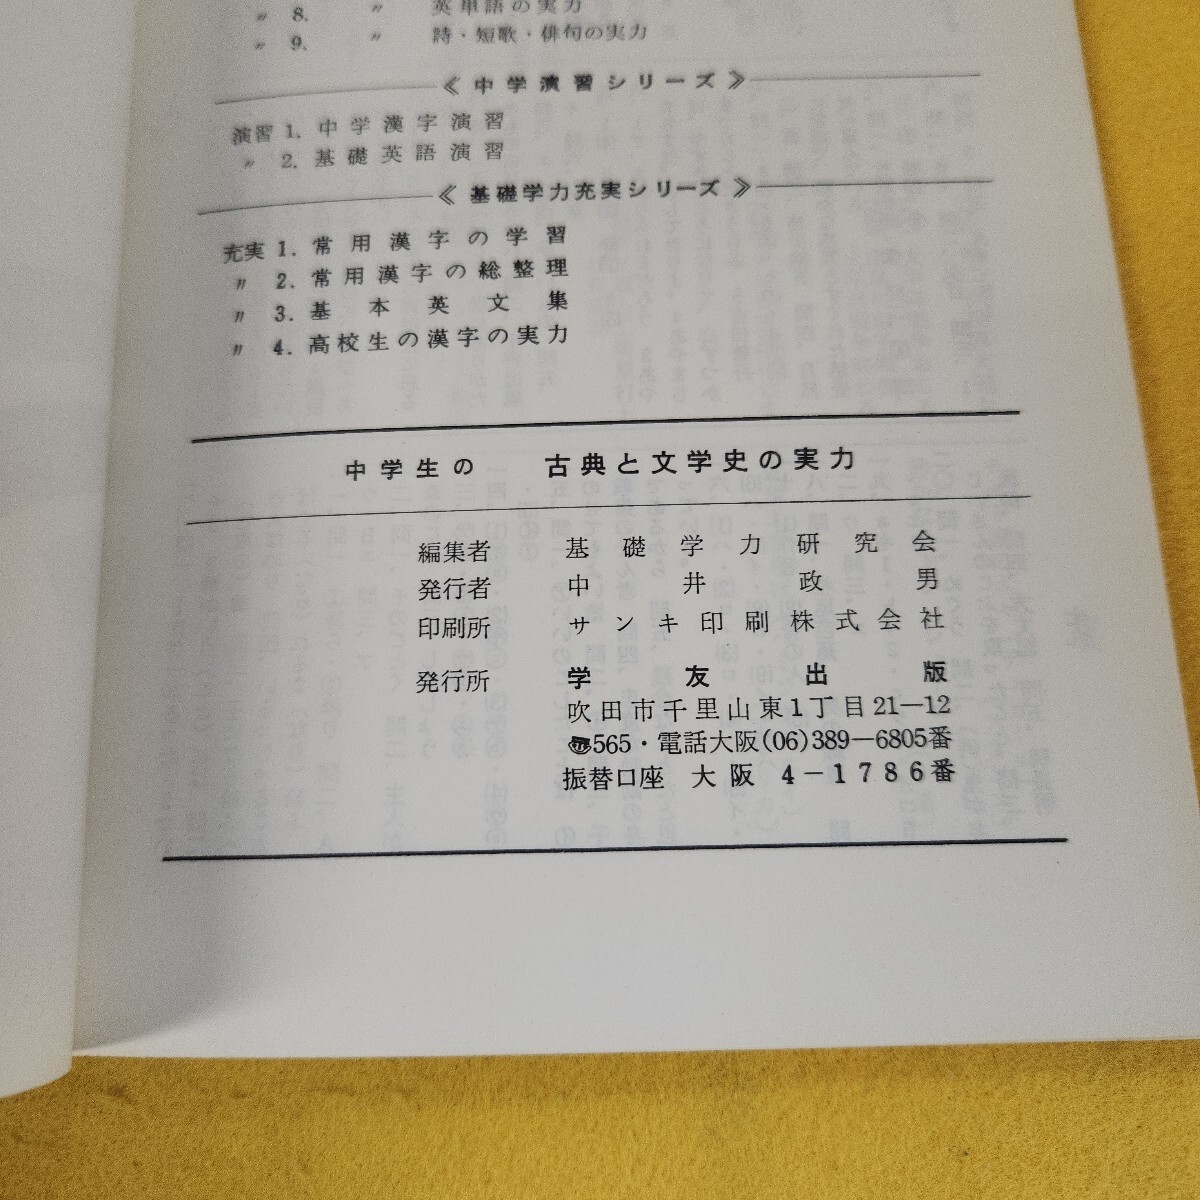 〃 8. 〃 英単語の実力
〃 9. 〃 詩・短歌・俳句の実力
《中学演習シリーズ》
演習 1. 中学漢字演習
〃 2. 基礎英語演習
《基礎学力充実シリーズ》
充実 1. 常用漢字の学習
〃 2. 常用漢字の総整理
〃 3. 基本英文集
〃 4. 高校生の漢字の実力
中学生の 古典と文学史の実力
編集者 基礎学力研究会
発行者 中井政男
印刷所 サンキ印刷株式会社
発行所 学友出版
吹田市千里山東1丁目21―12
☎565・電話大阪(06)389―6805番
振替口座 大阪 4-1786番